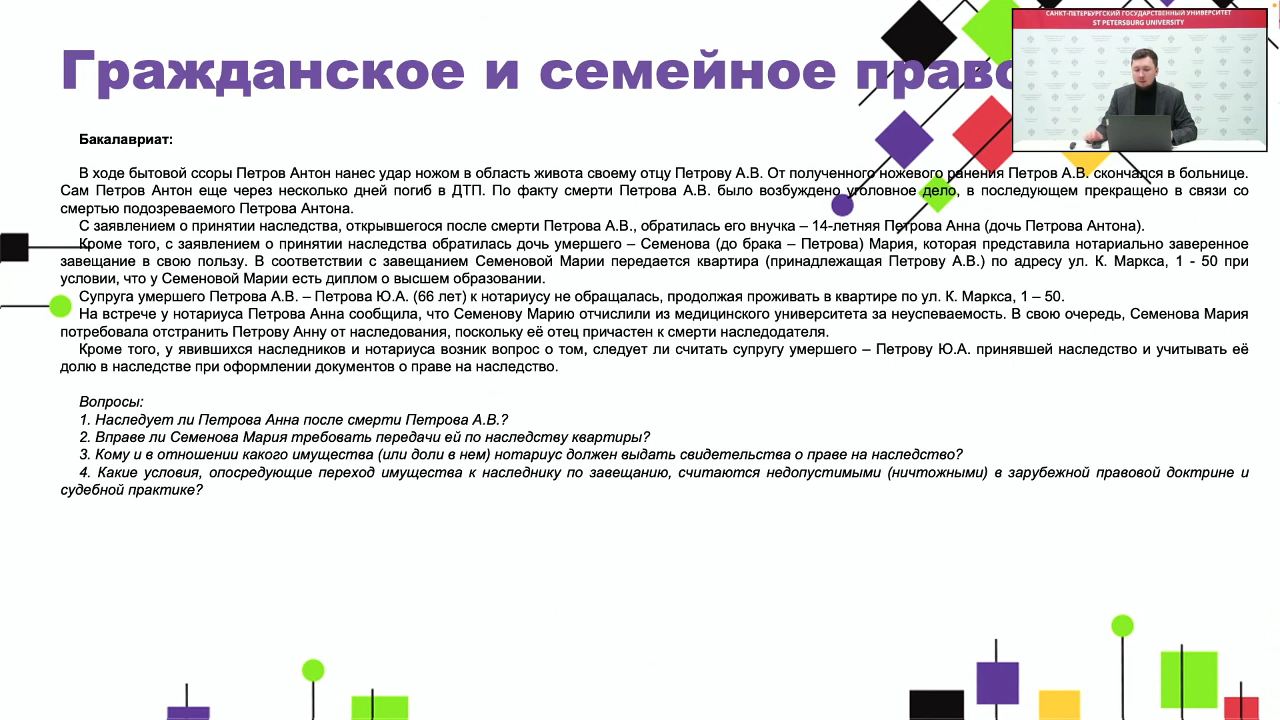 Гражданское и семейное право
САНКТ-ПЕТЕРБУРГСКИЙ ГОСУДАРСТВЕННЫЙ УНИВЕРСИТЕТ
ST PETERSBURG UNIVERSITY
Бакалавриат:
В ходе бытовой ссоры Петров Антон нанес удар ножом в область живота своему отцу Петрову А.В. От полученного ножевого ранения Петров А.В. скончался в больнице.
Сам Петров Антон еще через несколько дней погиб в ДТП. По факту смерти Петрова А.В. было возбуждено уголовное дело, в последующем прекращено в связи со
смертью подозреваемого Петрова Антона.
С заявлением о принятии наследства, открывшегося после смерти Петрова А.В., обратилась его внучка – 14-летняя Петрова Анна (дочь Петрова Антона).
Кроме того, с заявлением о принятии наследства обратилась дочь умершего – Семенова (до брака – Петрова) Мария, которая представила нотариально заверенное
завещание в свою пользу. В соответствии с завещанием Семеновой Марии передается квартира (принадлежащая Петрову А.В.) по адресу ул. К. Маркса, 1 - 50 при
условии, что у Семеновой Марии есть диплом о высшем образовании.
Супруга умершего Петрова А.В. – Петрова Ю.А. (66 лет) к нотариусу не обращалась, продолжая проживать в квартире по ул. К. Маркса, 1 – 50.
На встрече у нотариуса Петрова Анна сообщила, что Семенову Марию отчислили из медицинского университета за неуспеваемость. В свою очередь, Семенова Мария
потребовала отстранить Петрову Анну от наследования, поскольку её отец причастен к смерти наследодателя.
Кроме того, у явившихся наследников и нотариуса возник вопрос о том, следует ли считать супругу умершего – Петрову Ю.А. принявшей наследство и учитывать её
долю в наследстве при оформлении документов о праве на наследство.
Вопросы:
1. Наследует ли Петрова Анна после смерти Петрова А.В.?
2. Вправе ли Семенова Мария требовать передачи ей по наследству квартиры?
3. Кому и в отношении какого имущества (или доли в нем) нотариус должен выдать свидетельства о праве на наследство?
4. Какие условия, опосредующие переход имущества к наследнику по завещанию, считаются недопустимыми (ничтожными) в зарубежной правовой доктрине и
судебной практике?